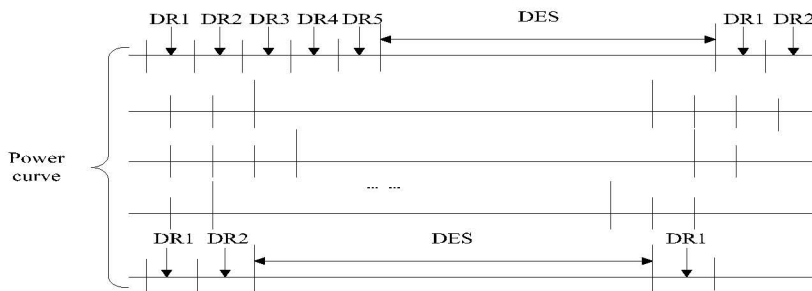 DR1 DR2 DR3 DR4 DR5 DES DR1 DR2
Power
curve
... ...
DR1 DR2 DES DR1